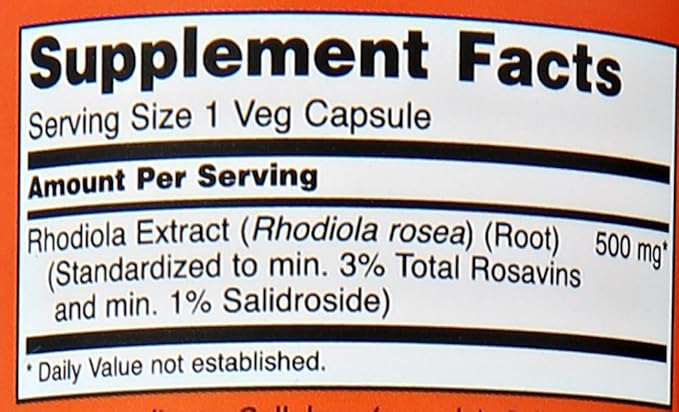 Supplement Facts
Serving Size 1 Veg Capsule
Amount Per Serving
Rhodiola Extract (Rhodiola rosea) (Root) 500 mg*
(Standardized to min. 3% Total Rosavins
and min. 1% Salidroside)
* Daily Value not established.